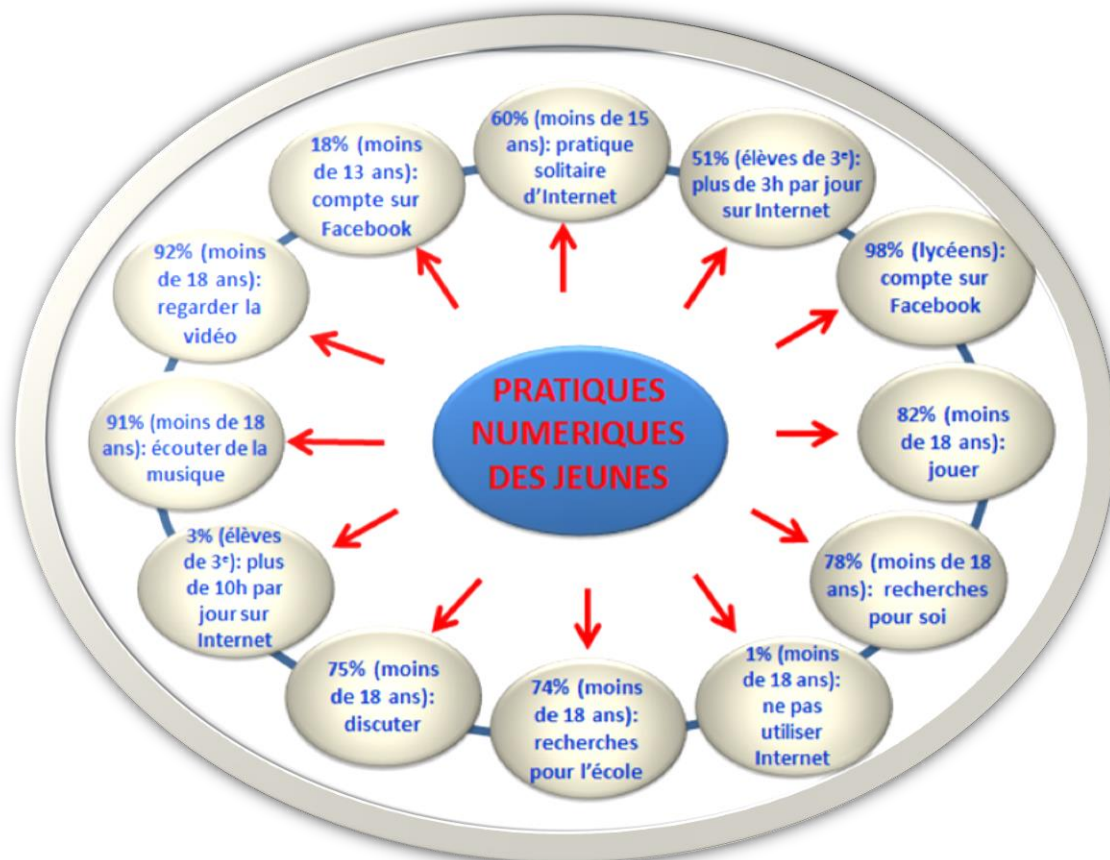 60% (moins de 15
ans): pratique
solitaire
d’Internet
51% (élèves de 3ᵉ):
plus de 3h par jour
sur Internet
98% (lycéens):
compte sur
Facebook
82% (moins
de 18 ans):
jouer
78% (moins de 18
ans): recherches
pour soi
1% (moins
de 18 ans):
ne pas
utiliser
Internet
74% (moins
de 18 ans):
recherches
pour l’école
75% (moins
de 18 ans):
discuter
3% (élèves
de 3ᵉ): plus
de 10h par
jour sur
Internet
91% (moins de 18
ans): écouter de la
musique
92% (moins
de 18 ans):
regarder la
vidéo
18% (moins
de 13 ans):
compte sur
Facebook
PRATIQUES
NUMERIQUES
DES JEUNES